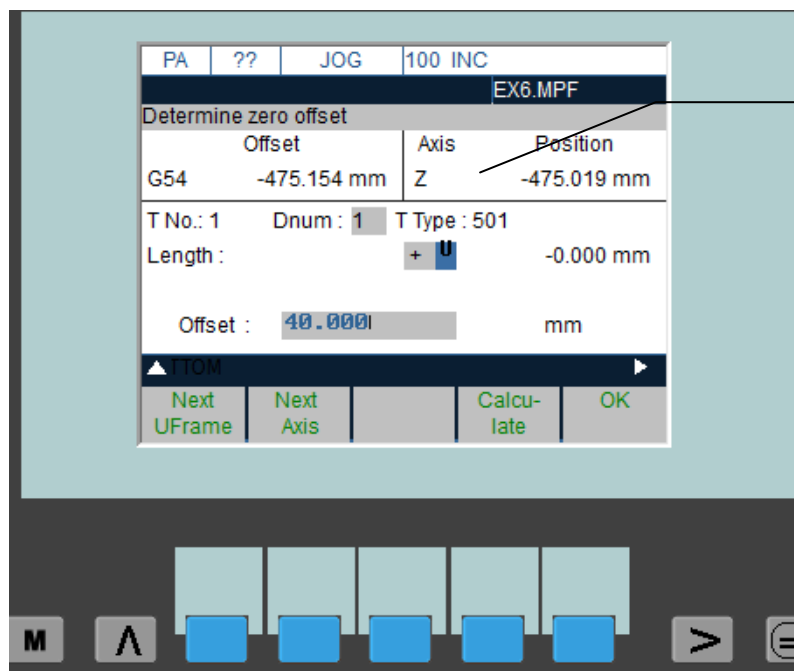 PA ?? JOG 100 INC
EX6.MPF
Determine zero offset
Offset Axis Position
G54 -475.154 mm Z -475.019 mm
T No.: 1 Dnum : 1 T Type : 501
Length : + U -0.000 mm
Offset : 40.000 mm
TTOM
Next UFrame Next Axis Calcu- late OK
M Λ >